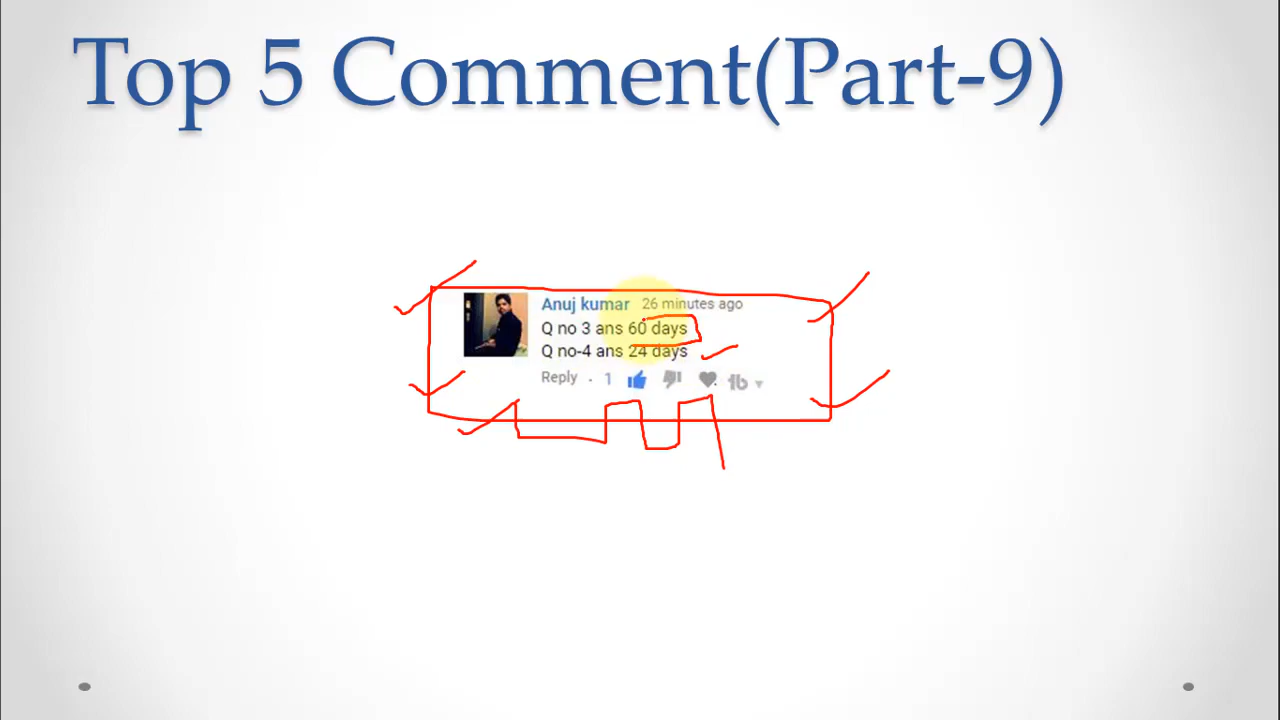 Top 5 Comment(Part-9)
Anuj kumar 26 minutes ago
Q no 3 ans 60 days
Q no-4 ans 24 days
Reply · 1